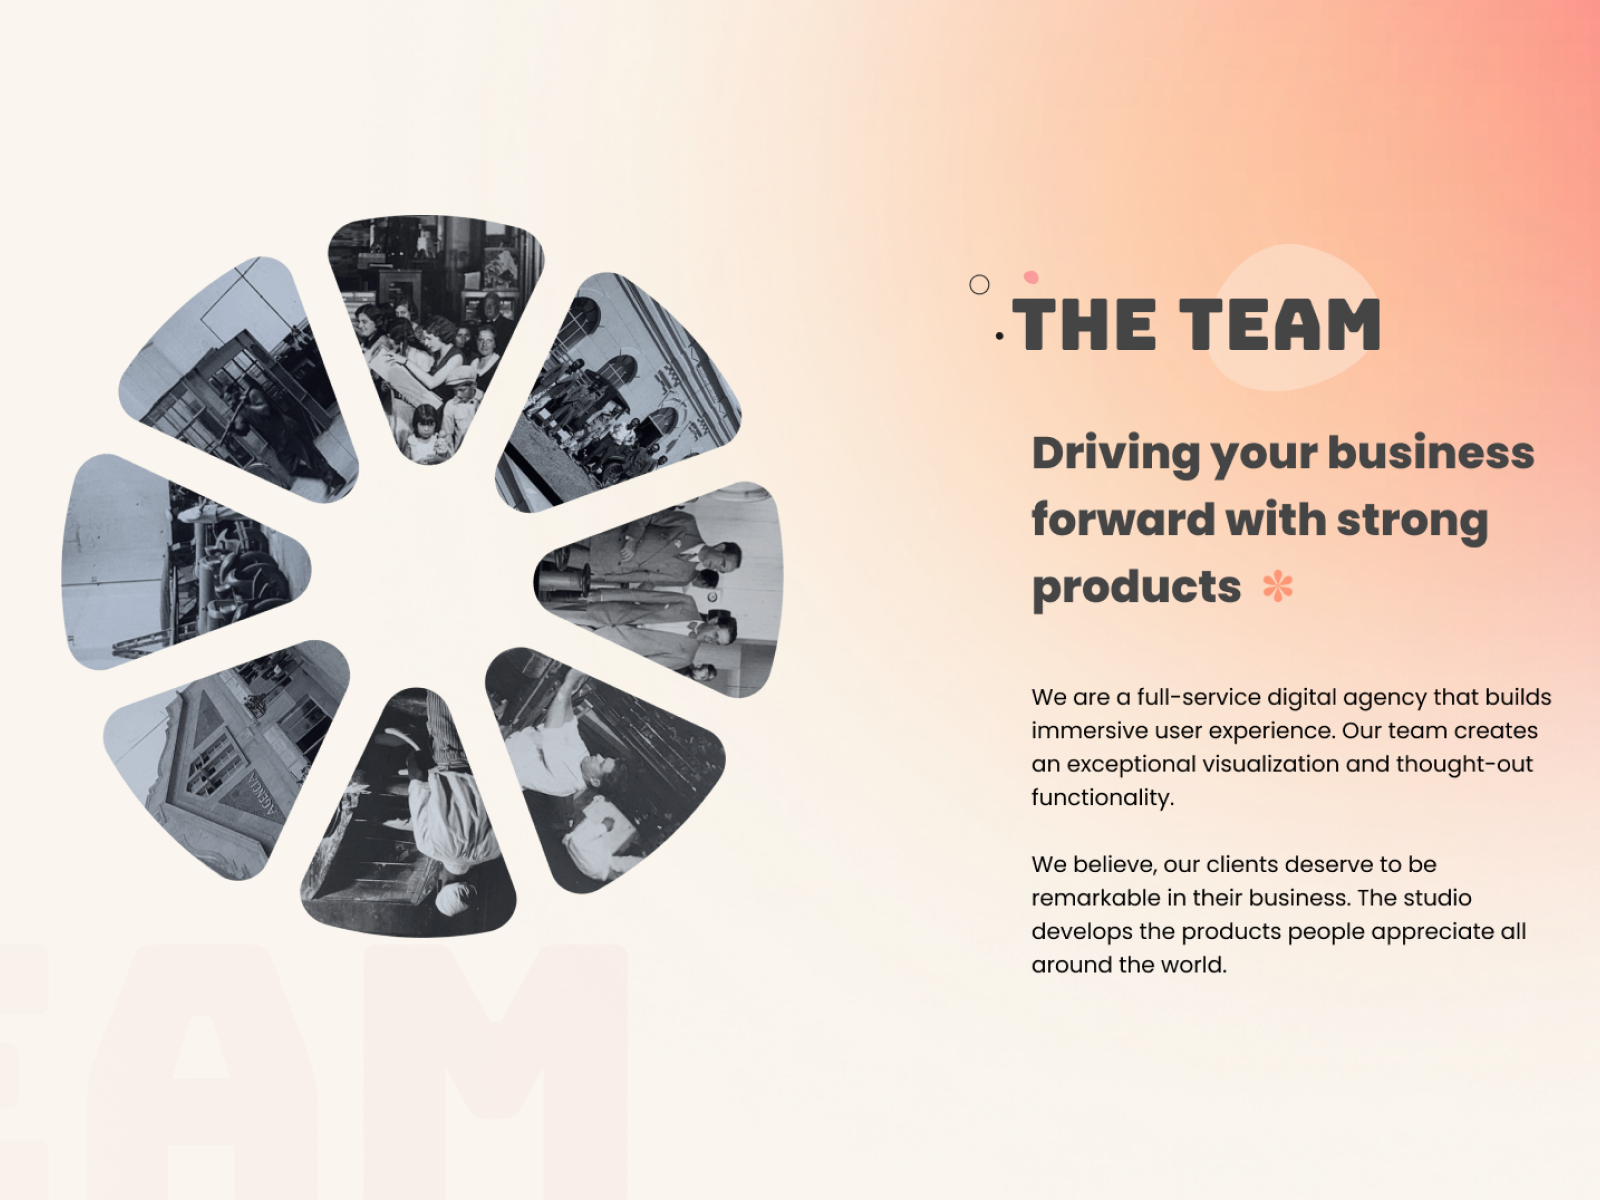 THE TEAM
Driving your business
forward with strong
products *
We are a full-service digital agency that builds
immersive user experience. Our team creates
an exceptional visualization and thought-out
functionality.
We believe, our clients deserve to be
remarkable in their business. The studio
develops the products people appreciate all
around the world.
AGENCIA
EAM